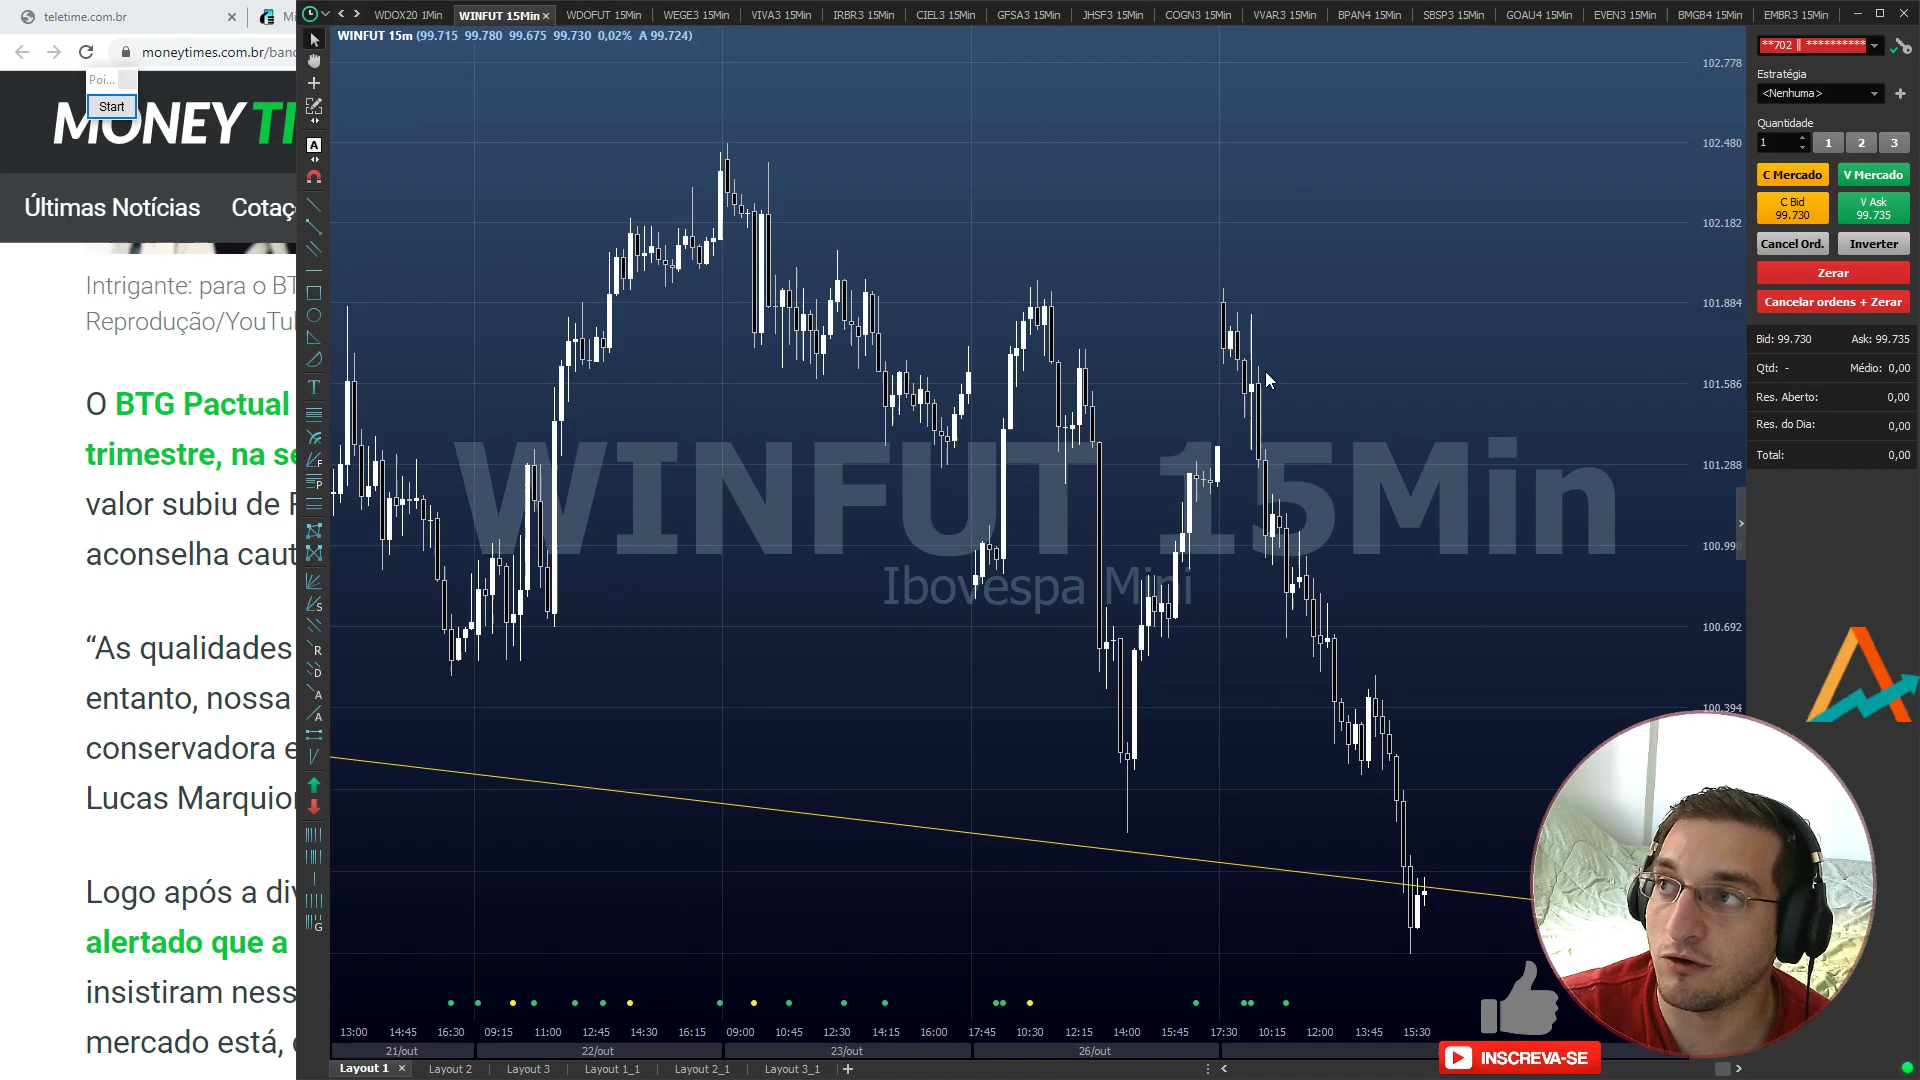 teletime.com.br
moneytimes.com.br/banc
Poi...
Start
MONEY TI
Últimas Notícias
Cotaç
Intrigante: para o BT
Reprodução/YouTub
O BTG Pactual
trimestre, na se
valor subiu de R
aconselha caut
“As qualidades
entanto, nossa
conservadora e
Lucas Marquior
Logo após a div
alertado que a
insistiram ness
mercado está,
WDOX20 1Min
WINFUT 15Min
WDOFUT 15Min
WEGE3 15Min
VIVA3 15Min
IRBR3 15Min
CIEL3 15Min
GFSA3 15Min
JHSF3 15Min
COGN3 15Min
VVAR3 15Min
BPAN4 15Min
SBSP3 15Min
GOAU4 15Min
EVEN3 15Min
BMGB4 15Min
EMBR3 15Min
WINFUT 15m (99.715 99.780 99.675 99.730 0,02% A 99.724)
WINFUT 15Min
Ibovespa Mini
102.778
102.480
102.182
101.884
101.586
101.288
100.990
100.692
100.394
13:00 14:45 16:30 09:15 11:00 12:45 14:30 16:15 09:00 10:45 12:30 14:15 16:00 17:45 10:30 12:15 14:00 15:45 17:30 10:15 12:00 13:45 15:30
21/out 22/out 23/out 26/out
Layout 1
Layout 2
Layout 3
Layout 1_1
Layout 2_1
Layout 3_1
**702 || **********
Estratégia
<Nenhuma>
Quantidade
1
1 2 3
C Mercado
V Mercado
C Bid
99.730
V Ask
99.735
Cancel Ord.
Inverter
Zerar
Cancelar ordens + Zerar
Bid: 99.730
Ask: 99.735
Qtd: -
Médio: 0,00
Res. Aberto: 0,00
Res. do Dia: 0,00
Total: 0,00
INSCREVA-SE